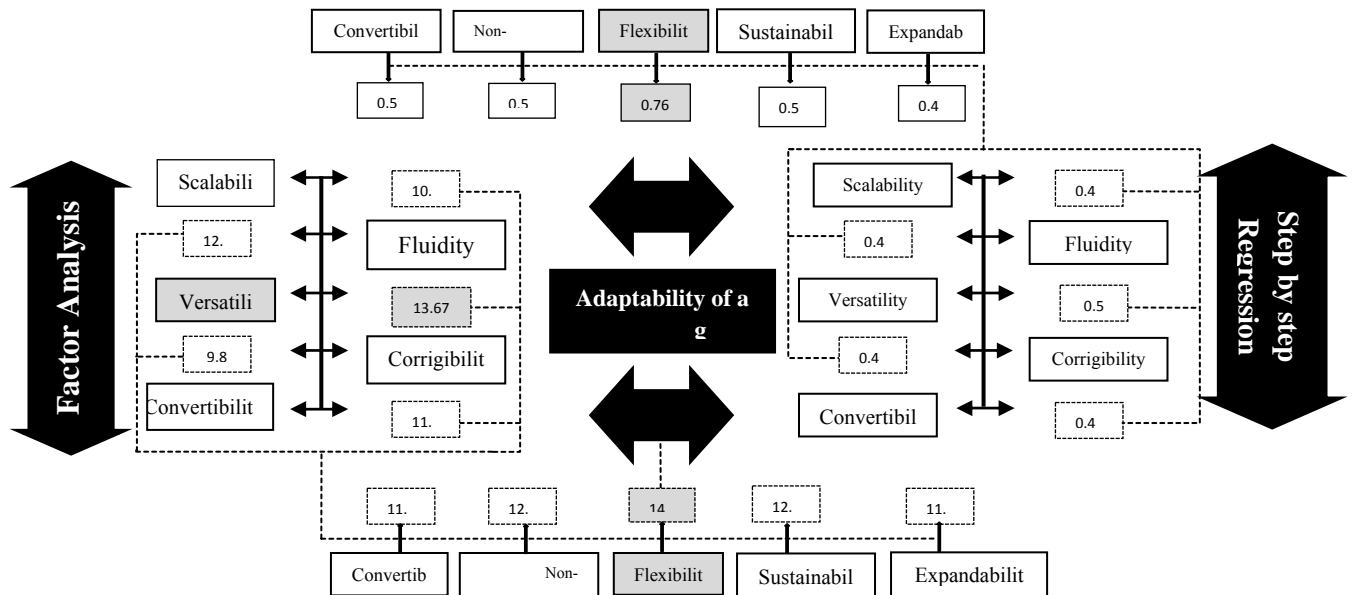 Convertibil
Non-
Flexibilit
Sustainabil
Expandab
0.5
0.5
0.76
0.5
0.4
Factor Analysis
Scalabili
10.
12.
Fluidity
Versatili
13.67
9.8
Corrigibilit
Convertibilit
11.
Adaptability of a
g
Scalability
0.4
0.4
Fluidity
Versatility
0.5
0.4
Corrigibility
Convertibil
0.4
Step by step
Regression
11.
12.
14
12.
11.
Convertib
Non-
Flexibilit
Sustainabil
Expandabilit